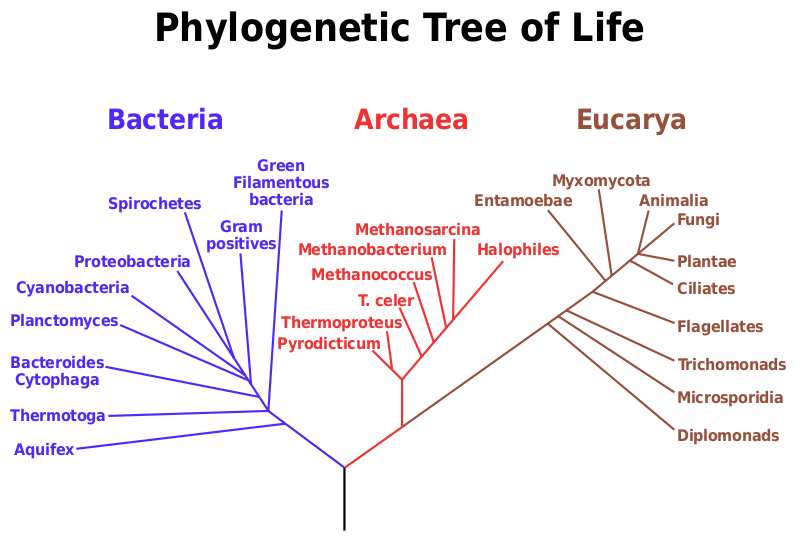 Phylogenetic Tree of Life
Bacteria
Archaea
Eucarya
Green
Filamentous
bacteria
Spirochetes
Gram
positives
Proteobacteria
Cyanobacteria
Planctomyces
Bacteroides
Cytophaga
Thermotoga
Aquifex
Methanosarcina
Methanobacterium
Halophiles
Methanococcus
T. celer
Thermoproteus
Pyrodicticum
Myxomycota
Entamoebae
Animalia
Fungi
Plantae
Ciliates
Flagellates
Trichomonads
Microsporidia
Diplomonads